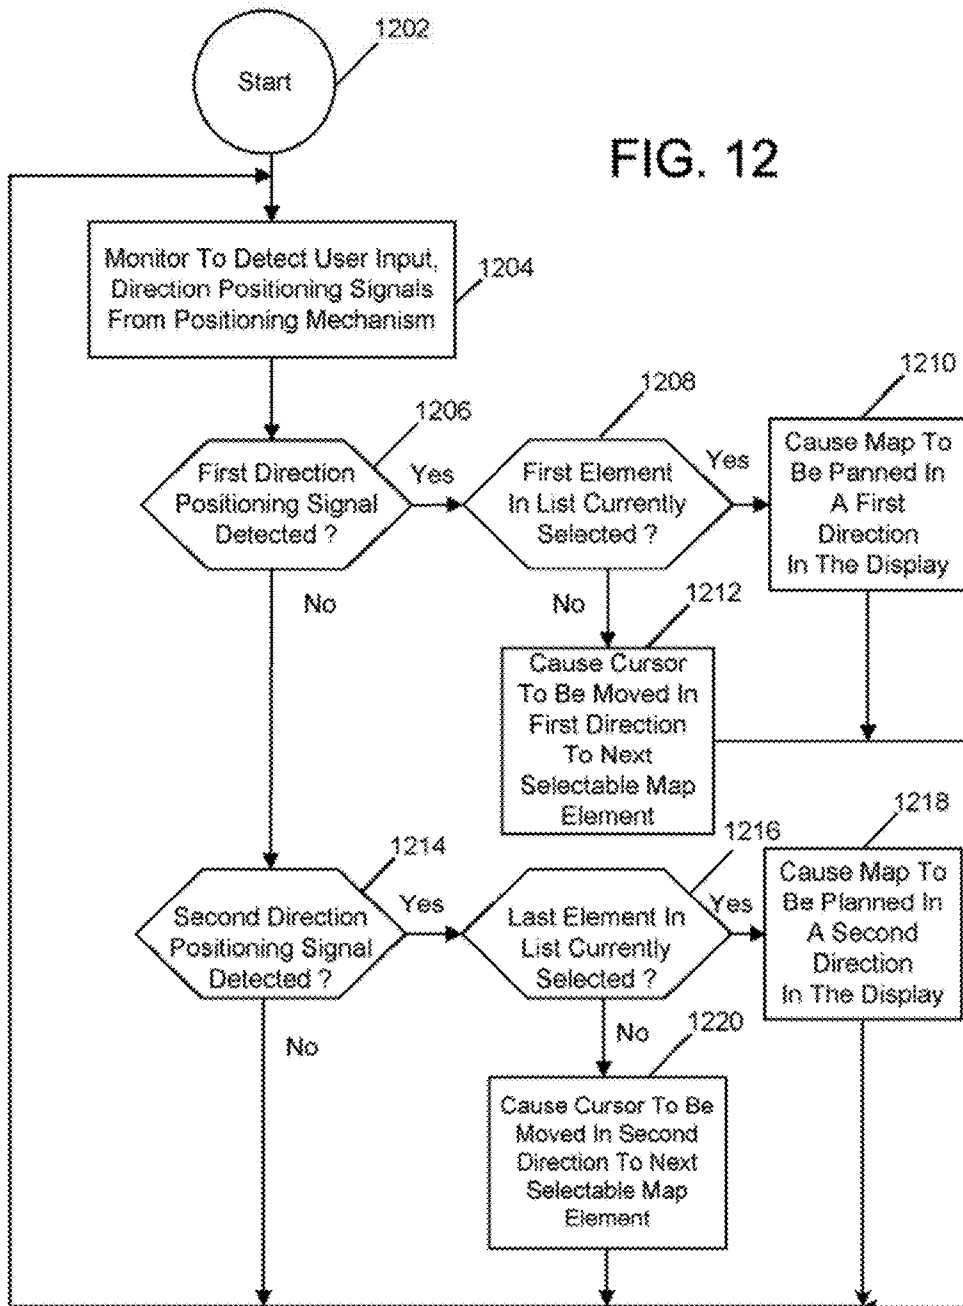 1202
Start
FIG. 12
Monitor To Detect User Input,
Direction Positioning Signals
From Positioning Mechanism
1204
1206
First Direction
Positioning Signal
Detected ?
Yes
No
1208
First Element
In List Currently
Selected ?
Yes
No
1210
Cause Map To
Be Panned In
A First
Direction
In The Display
1212
Cause Cursor
To Be Moved In
First Direction
To Next
Selectable Map
Element
1214
Second Direction
Positioning Signal
Detected ?
Yes
No
1216
Last Element In
List Currently
Selected ?
Yes
No
1218
Cause Map To
Be Planned In
A Second
Direction
In The Display
1220
Cause Cursor To Be
Moved In Second
Direction To Next
Selectable Map
Element